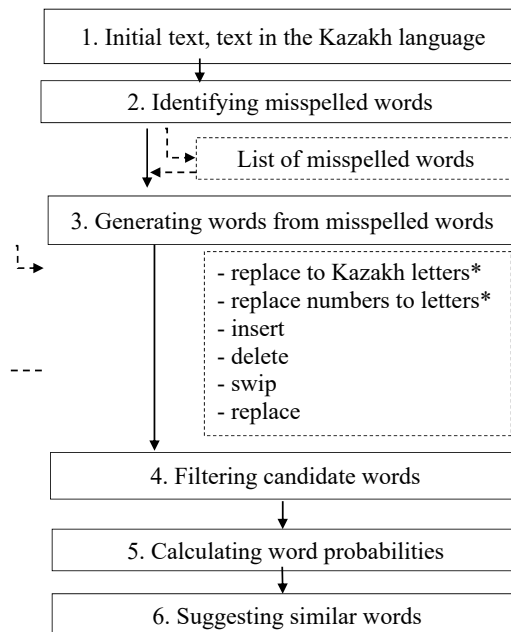 1. Initial text, text in the Kazakh language
2. Identifying misspelled words
List of misspelled words
3. Generating words from misspelled words
- replace to Kazakh letters*
- replace numbers to letters*
- insert
- delete
- swip
- replace
4. Filtering candidate words
5. Calculating word probabilities
6. Suggesting similar words